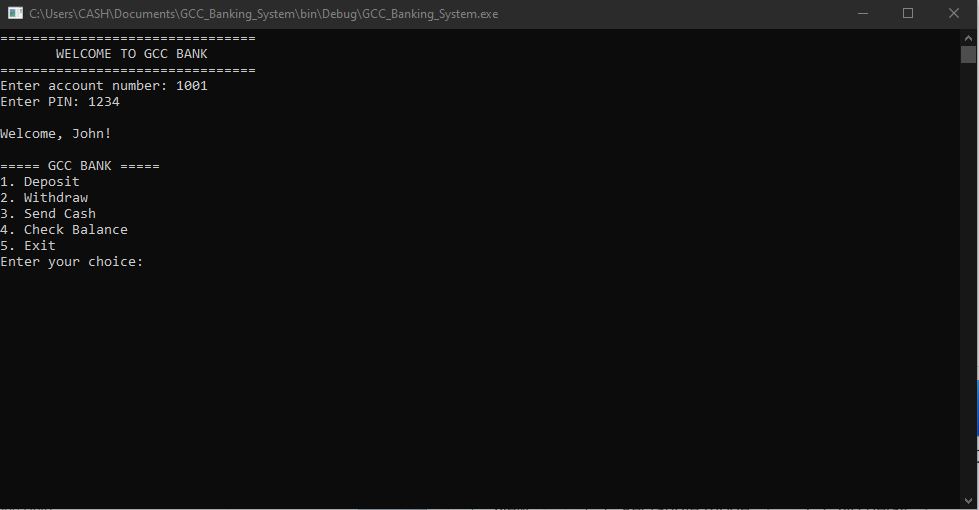 C:\Users\CASH\Documents\GCC_Banking_System\bin\Debug\GCC_Banking_System.exe
================================
WELCOME TO GCC BANK
================================
Enter account number: 1001
Enter PIN: 1234
Welcome, John!
===== GCC BANK =====
1. Deposit
2. Withdraw
3. Send Cash
4. Check Balance
5. Exit
Enter your choice: